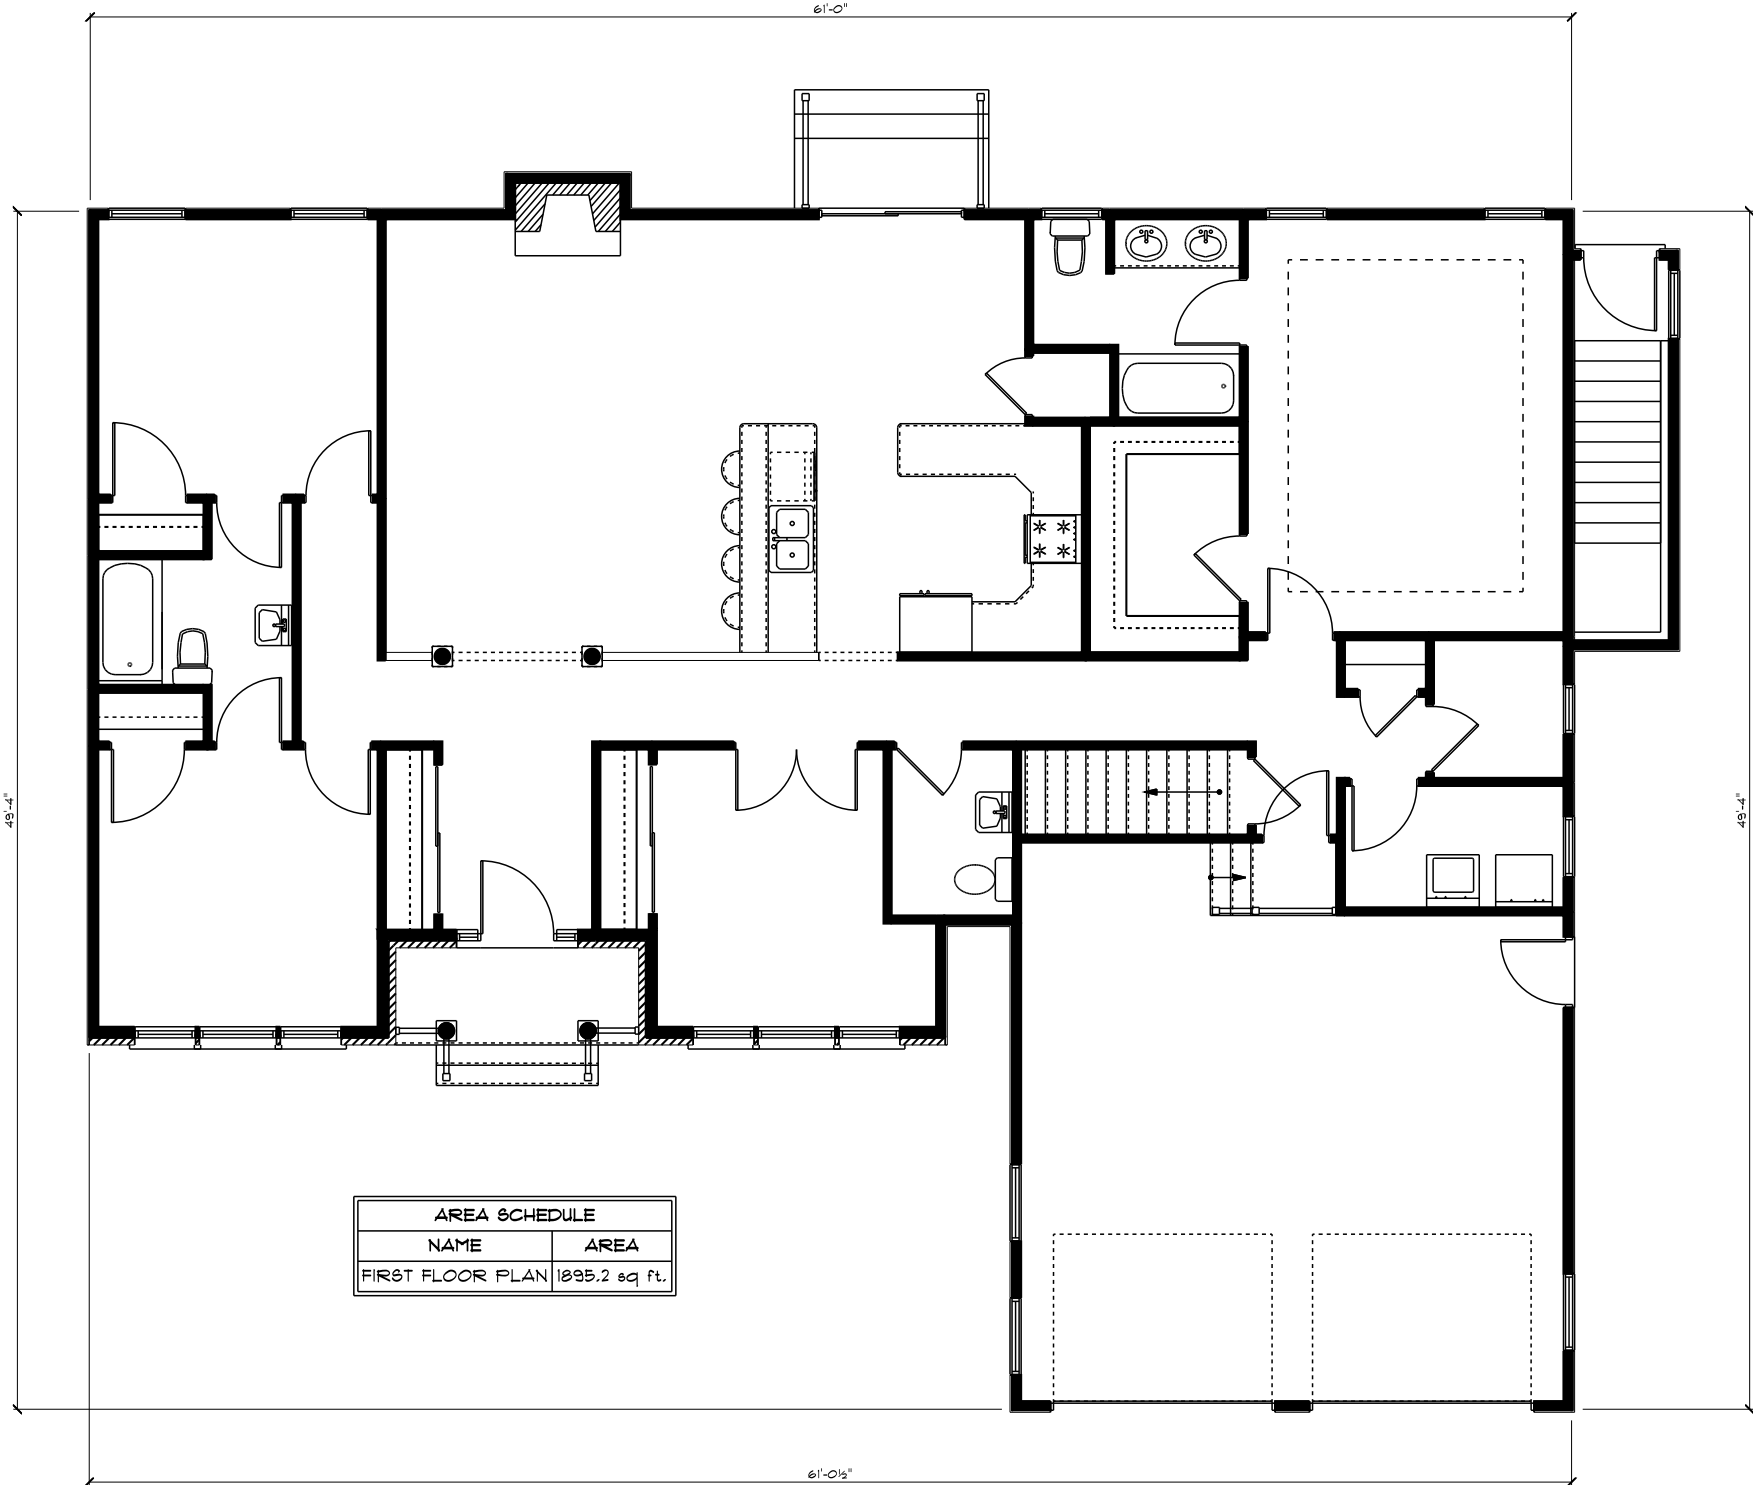 61'-0"
49'-4"
49'-4"
AREA SCHEDULE
NAME AREA
FIRST FLOOR PLAN 1895.2 sq ft.
61'-0½"